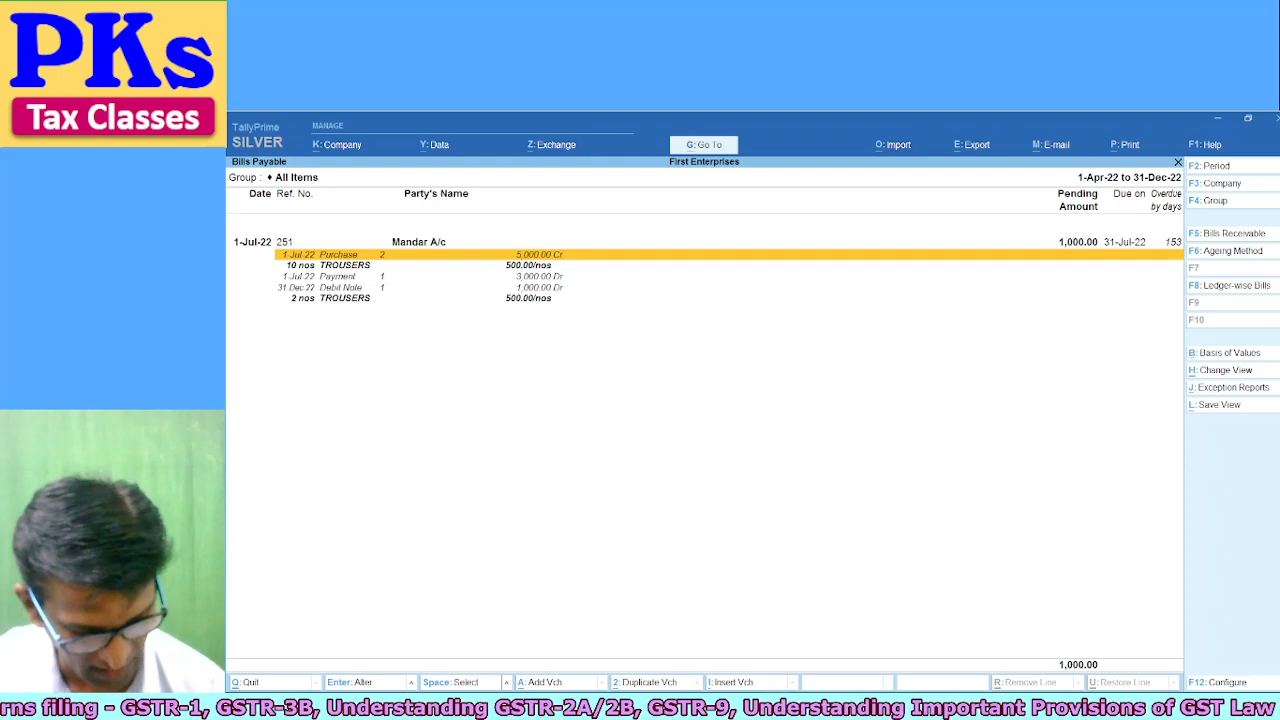 PKs
Tax Classes
TallyPrime
SILVER
MANAGE
K: Company
Y: Data
Z: Exchange
G: Go To
O: Import
E: Export
M: E-mail
P: Print
F1: Help
Bills Payable
First Enterprises
Group : ♦ All Items
1-Apr-22 to 31-Dec-22
Date Ref. No. Party's Name Pending Amount Due on Overdue by days
1-Jul-22 251 Mandar A/c 1,000.00 31-Jul-22 153
1-Jul-22 Purchase 2 5,000.00 Cr
10 nos TROUSERS 500.00/nos
1-Jul-22 Payment 1 3,000.00 Dr
31 Dec 22 Debit Note 1 1,000.00 Dr
2 nos TROUSERS 500.00/nos
1,000.00
F2: Period
F3: Company
F4: Group
F5: Bills Receivable
F6: Ageing Method
F7
F8: Ledger-wise Bills
F9
F10
B: Basis of Values
H: Change View
J: Exception Reports
L: Save View
Q: Quit
Enter: Alter
Space: Select
A: Add Vch
2: Duplicate Vch
I: Insert Vch
R: Remove Line
U: Restore Line
F12: Configure
rns filing - GSTR-1, GSTR-3B, Understanding GSTR-2A/2B, GSTR-9, Understanding Important Provisions of GST Law